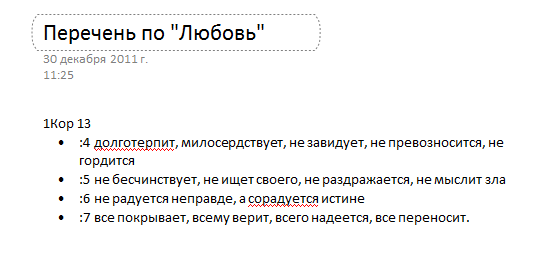 Перечень по "Любовь"
30 декабря 2011 г.
11:25
1Кор 13
• :4 долготерпит, милосердствует, не завидует, не превозносится, не
гордится
• :5 не бесчинствует, не ищет своего, не раздражается, не мыслит зла
• :6 не радуется неправде, а сорадуется истине
• :7 все покрывает, всему верит, всего надеется, все переносит.